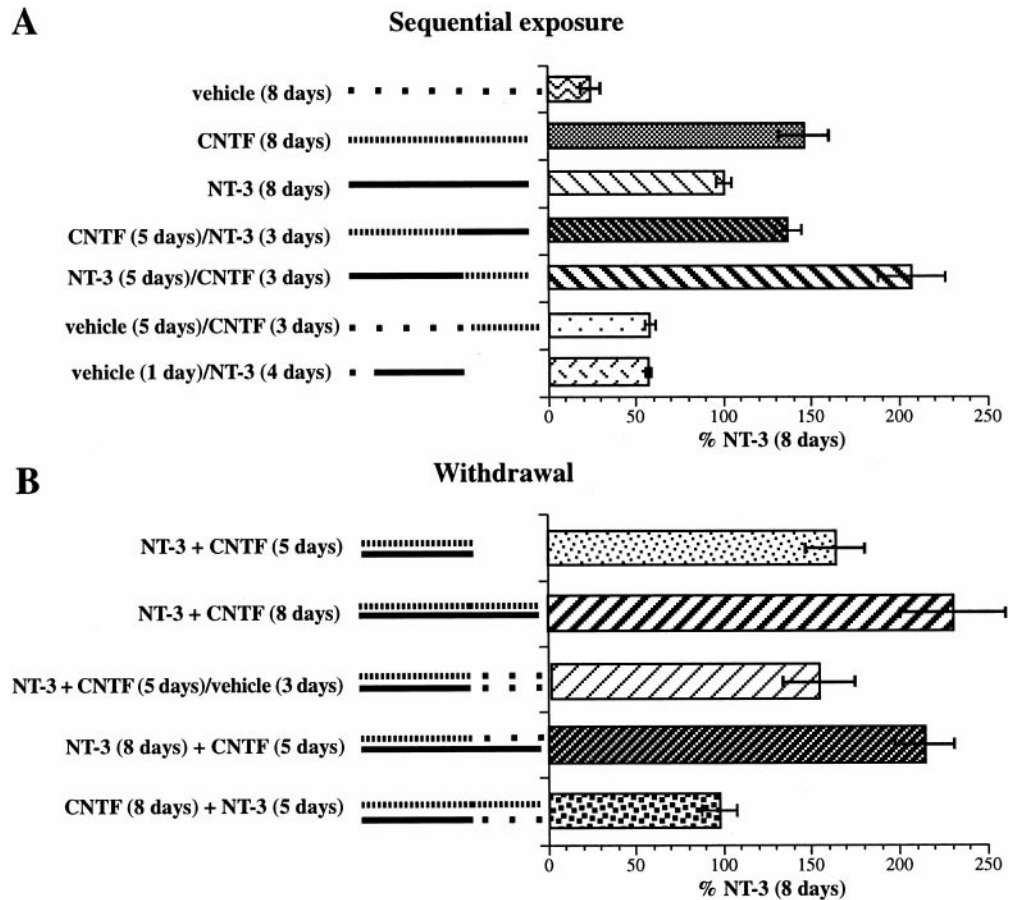 A
Sequential exposure
vehicle (8 days)
CNTF (8 days)
NT-3 (8 days)
CNTF (5 days)/NT-3 (3 days)
NT-3 (5 days)/CNTF (3 days)
vehicle (5 days)/CNTF (3 days)
vehicle (1 day)/NT-3 (4 days)
0 50 100 150 200 250
% NT-3 (8 days)
B
Withdrawal
NT-3 + CNTF (5 days)
NT-3 + CNTF (8 days)
NT-3 + CNTF (5 days)/vehicle (3 days)
NT-3 (8 days) + CNTF (5 days)
CNTF (8 days) + NT-3 (5 days)
0 50 100 150 200 250
% NT-3 (8 days)